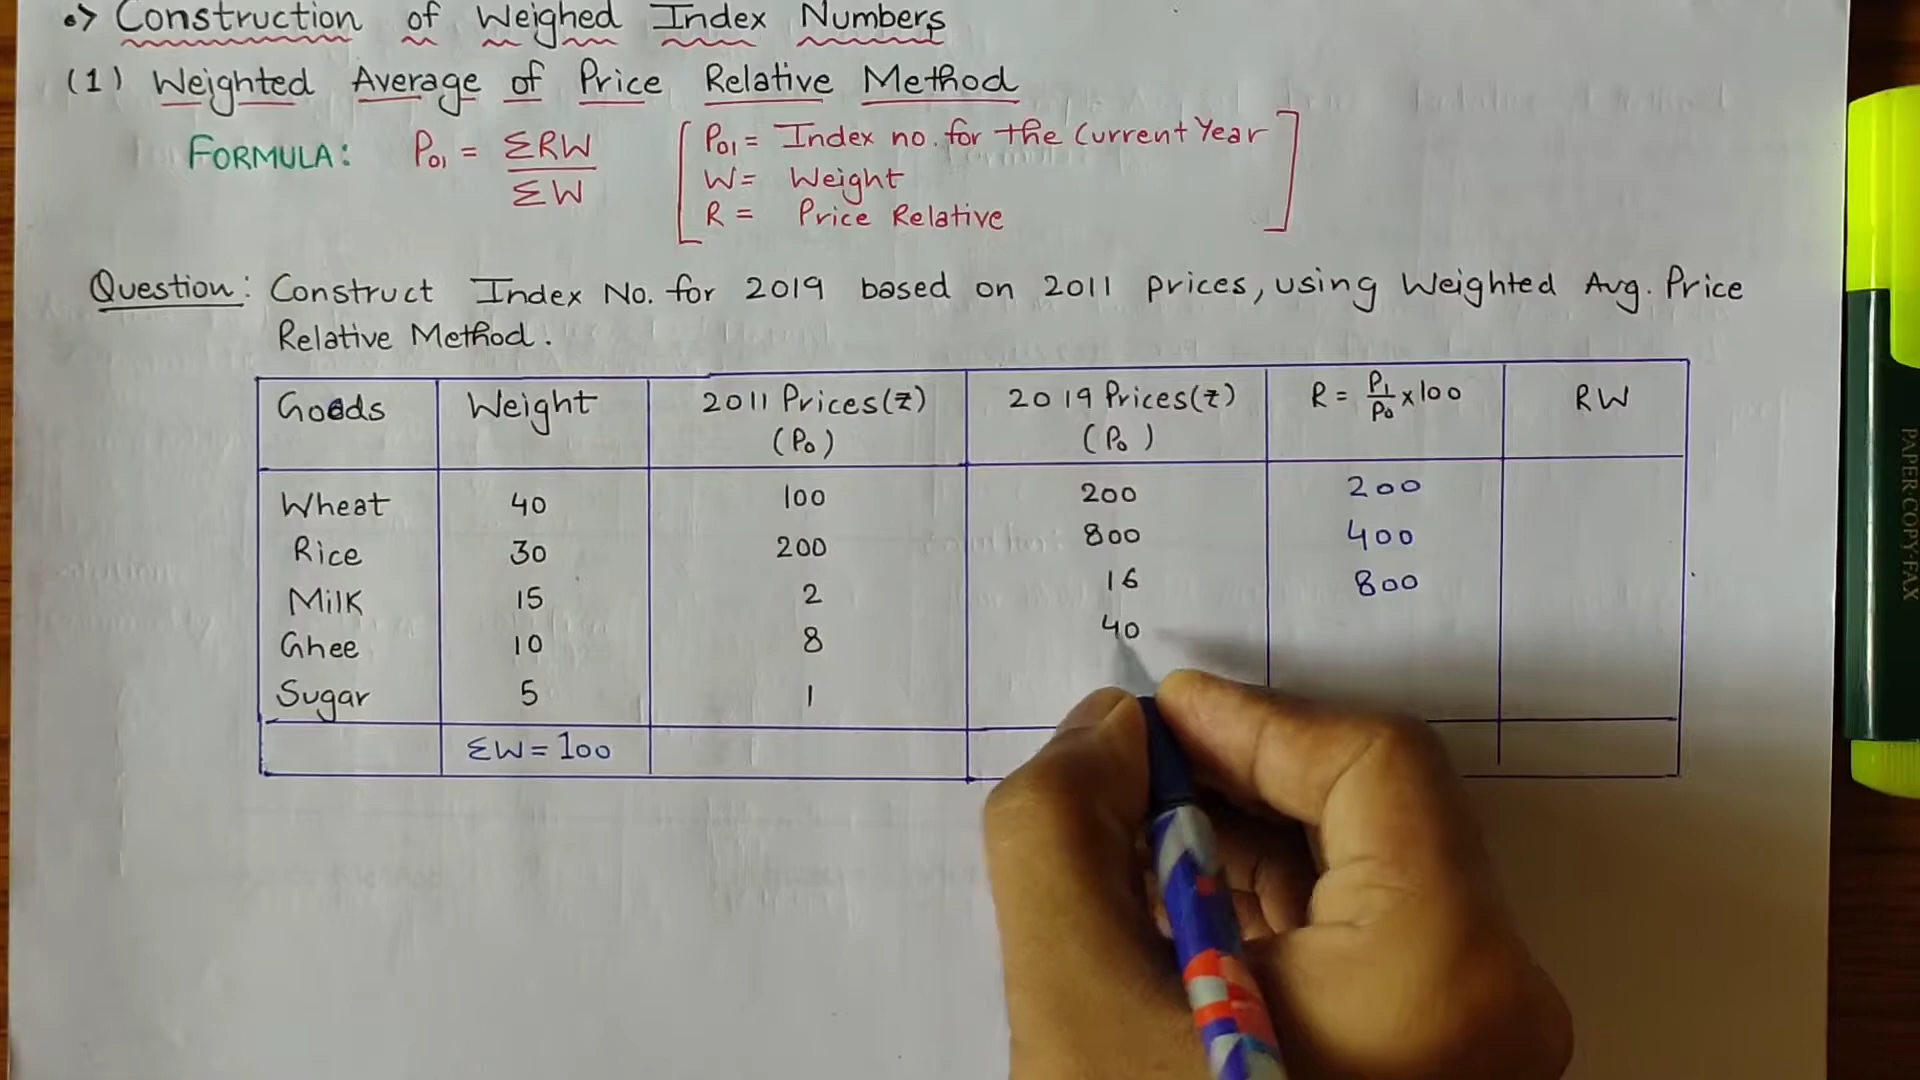 •> Construction of Weighed Index Numbers
(1) Weighted Average of Price Relative Method
FORMULA: P₀₁ = ΣRW / ΣW
[ P₀₁ = Index no. for the Current Year
W = Weight
R = Price Relative ]
Question: Construct Index No. for 2019 based on 2011 prices, using Weighted Avg. Price
Relative Method.
Goods Weight 2011 Prices(₹) (P₀) 2019 Prices(₹) (P₀) R = P₁/P₀ x100 RW
Wheat 40 100 200 200
Rice 30 200 800 400
Milk 15 2 16 800
Ghee 10 8 40
Sugar 5 1
ΣW = 100
PAPER·COPY·FAX